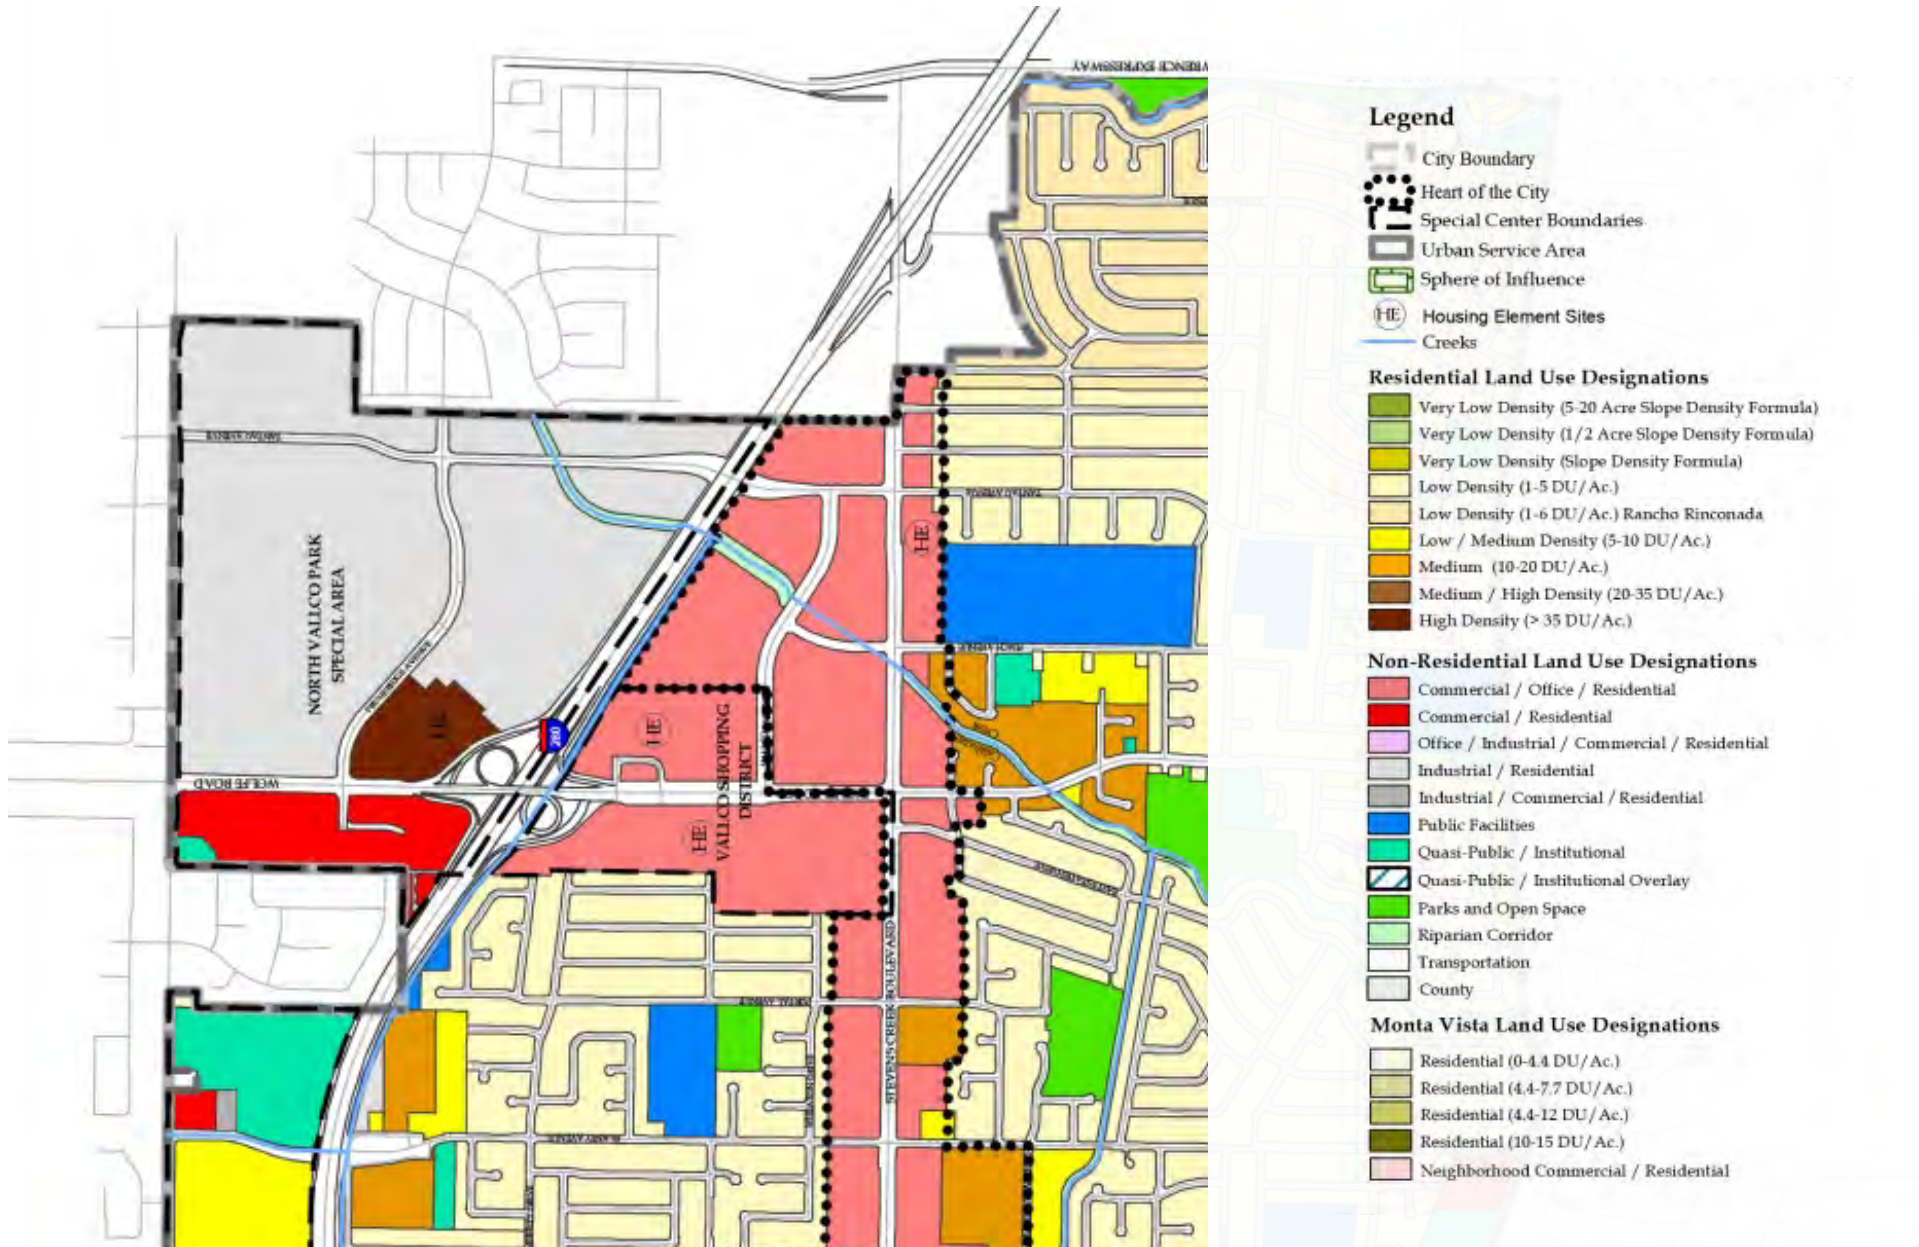 WRENCE EXPRESSWAY
TANTAU AVENUE
TANTAU AVENUE
HE
NORTH VALLCO PARK
SPECIAL AREA
HE
280
HE
VALLCO SHOPPING
DISTRICT
WOLFE ROAD
HE
STEVENS CREEK BOULEVARD
BLANEY AVENUE
Legend
City Boundary
Heart of the City
Special Center Boundaries
Urban Service Area
Sphere of Influence
HE Housing Element Sites
Creeks
Residential Land Use Designations
Very Low Density (5-20 Acre Slope Density Formula)
Very Low Density (1/2 Acre Slope Density Formula)
Very Low Density (Slope Density Formula)
Low Density (1-5 DU/Ac.)
Low Density (1-6 DU/Ac.) Rancho Rinconada
Low / Medium Density (5-10 DU/Ac.)
Medium (10-20 DU/Ac.)
Medium / High Density (20-35 DU/Ac.)
High Density (> 35 DU/Ac.)
Non-Residential Land Use Designations
Commercial / Office / Residential
Commercial / Residential
Office / Industrial / Commercial / Residential
Industrial / Residential
Industrial / Commercial / Residential
Public Facilities
Quasi-Public / Institutional
Quasi-Public / Institutional Overlay
Parks and Open Space
Riparian Corridor
Transportation
County
Monta Vista Land Use Designations
Residential (0-4.4 DU/Ac.)
Residential (4.4-7.7 DU/Ac.)
Residential (4.4-12 DU/Ac.)
Residential (10-15 DU/Ac.)
Neighborhood Commercial / Residential